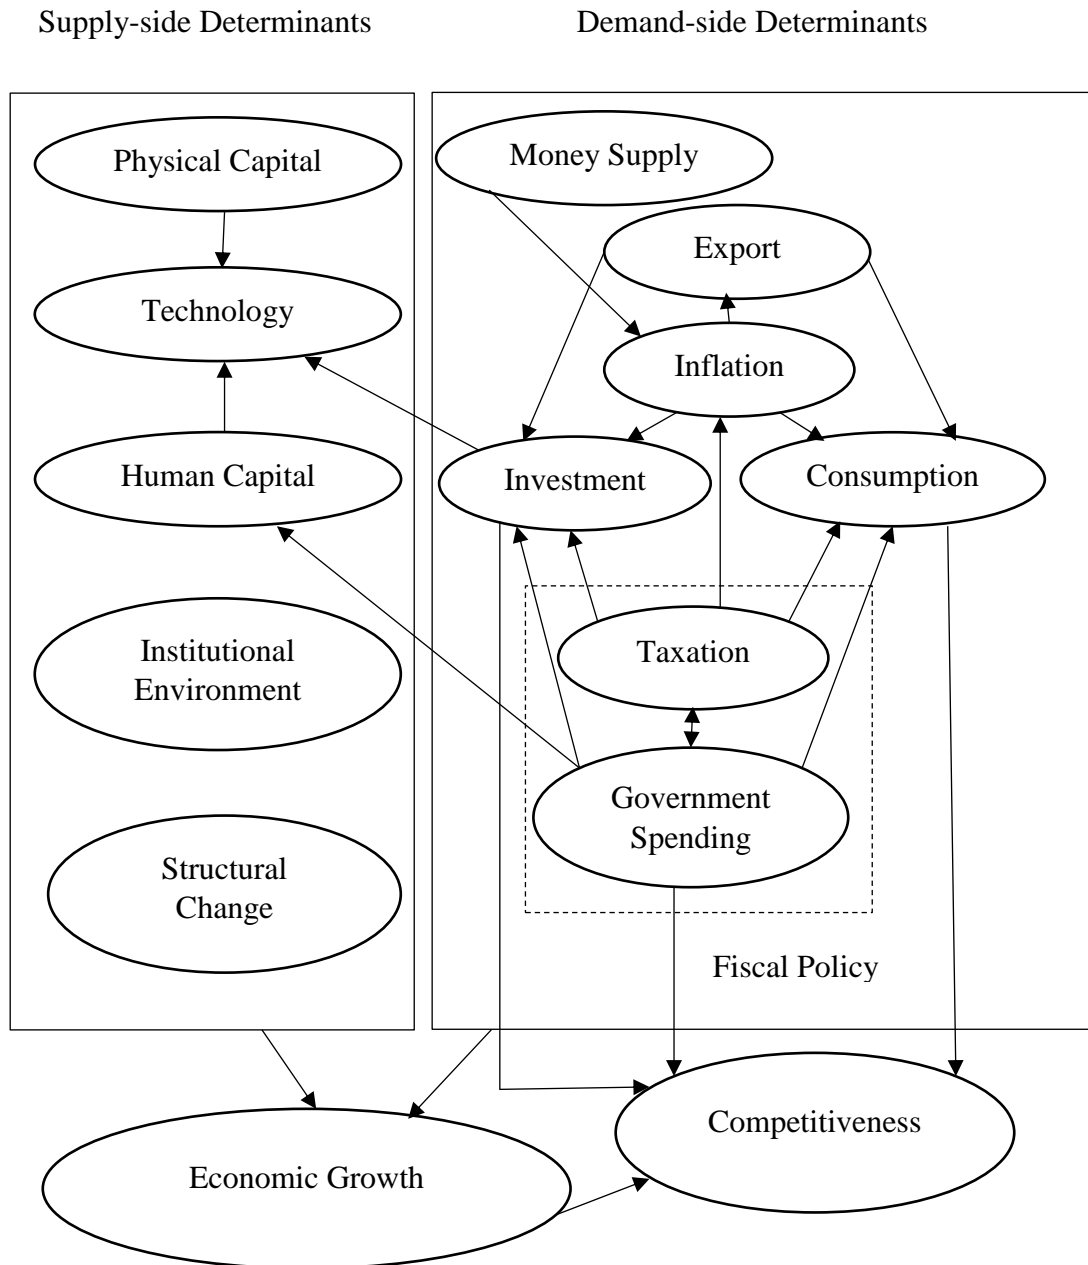 Supply-side Determinants
Demand-side Determinants
Physical Capital
Technology
Human Capital
Institutional
Environment
Structural
Change
Money Supply
Export
Inflation
Investment
Consumption
Taxation
Government
Spending
Fiscal Policy
Competitiveness
Economic Growth